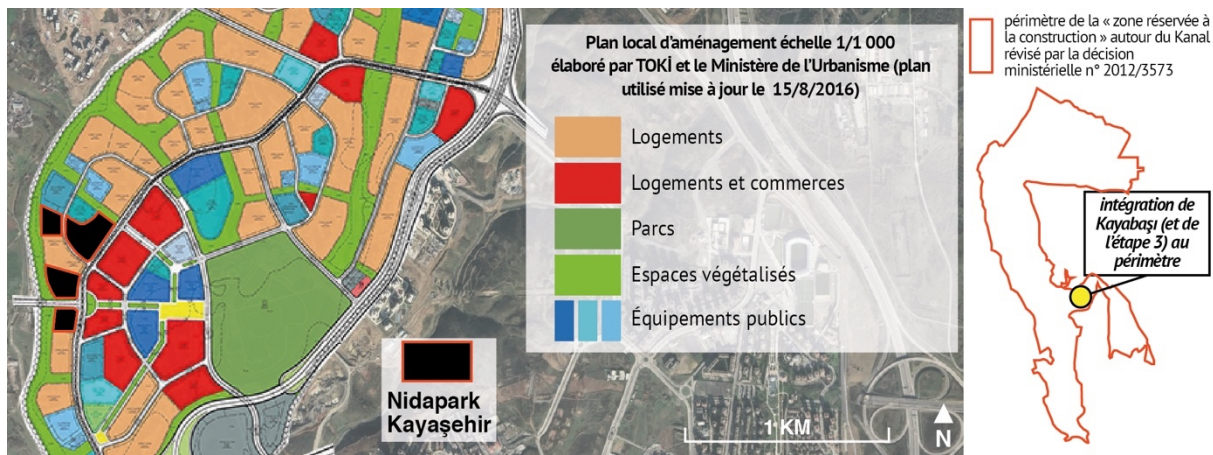 Plan local d'aménagement échelle 1/1 000
élaboré par TOKİ et le Ministère de l'Urbanisme (plan
utilisé mise à jour le 15/8/2016)
Logements
Logements et commerces
Parcs
Espaces végétalisés
Équipements publics
Nidapark
Kayaşehir
1 KM
N
périmètre de la « zone réservée à
la construction » autour du Kanal
révisé par la décision
ministérielle n° 2012/3573
intégration de
Kayabaşı (et de
l'étape 3) au
périmètre